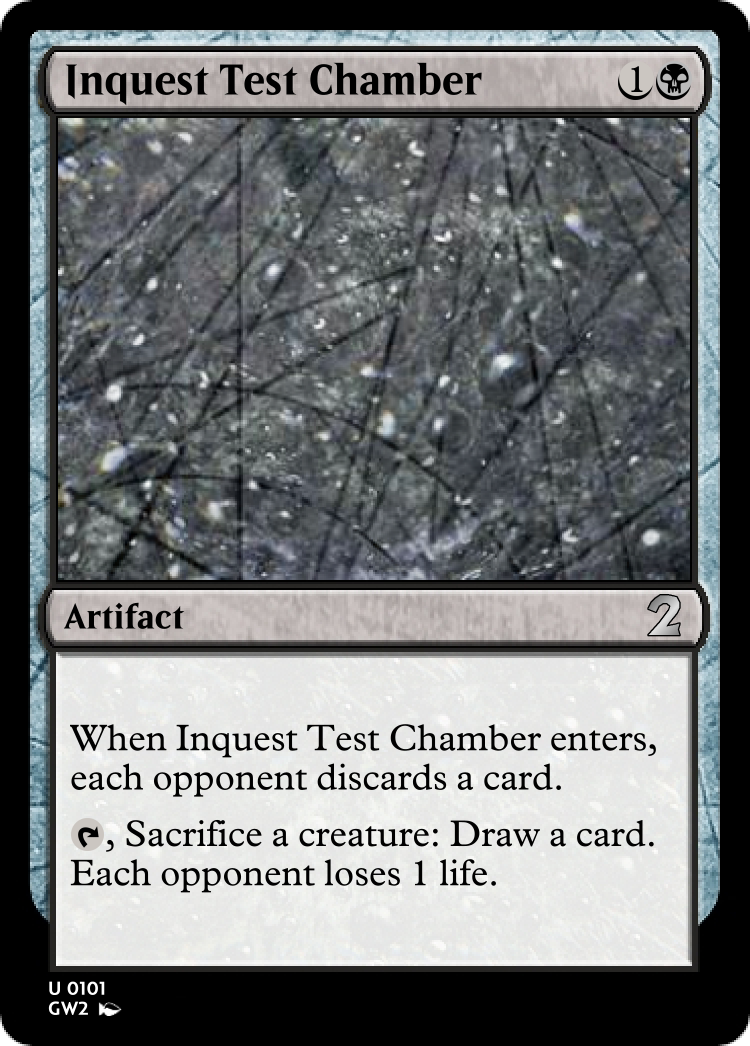 Inquest Test Chamber 1
Artifact 2
When Inquest Test Chamber enters,
each opponent discards a card.
, Sacrifice a creature: Draw a card.
Each opponent loses 1 life.
U 0101
GW2